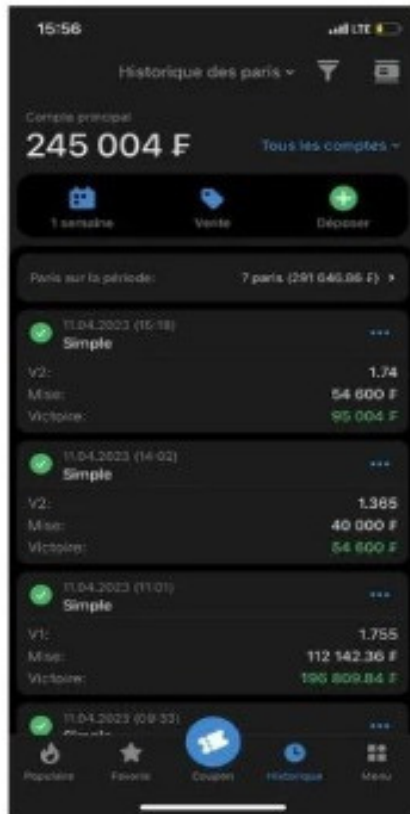 15:56
LTE
Historique des paris
Compte principal
245 004 ₣
Tous les comptes
1 semaine
Vente
Déposer
Paris sur la période:
7 paris (291 646.86 ₣)
11.04.2023 (15:18)
Simple
V2: 1.74
Mise: 54 600 ₣
Victoire: 95 004 ₣
11.04.2023 (14:02)
Simple
V2: 1.365
Mise: 40 000 ₣
Victoire: 54 600 ₣
11.04.2023 (11:01)
Simple
V1: 1.755
Mise: 112 142.36 ₣
Victoire: 196 809.84 ₣
11.04.2023 (09:33)
Simple
Populaire
Favoris
Coupon
Historique
Menu